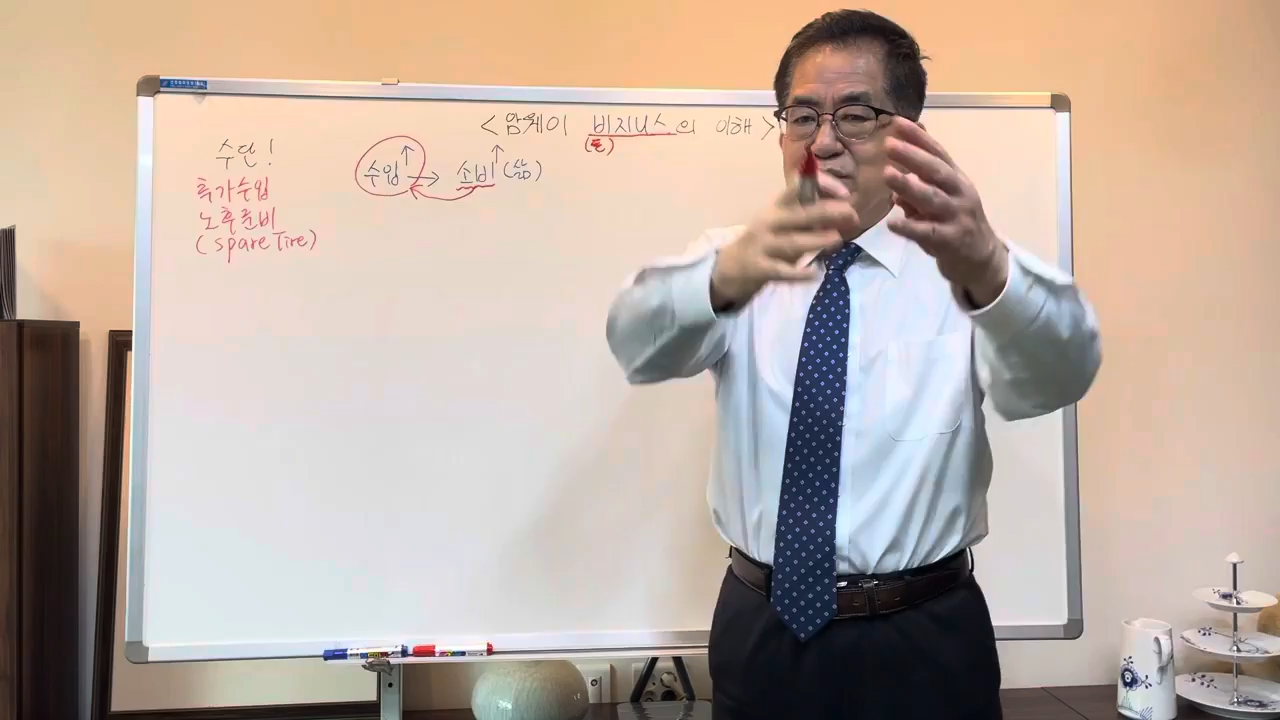 <암웨이 비지니스의 이해>
(돈)
수단!
추가수입
노후준비
(spare Tire)
수입↑ → 소비↑(삶)